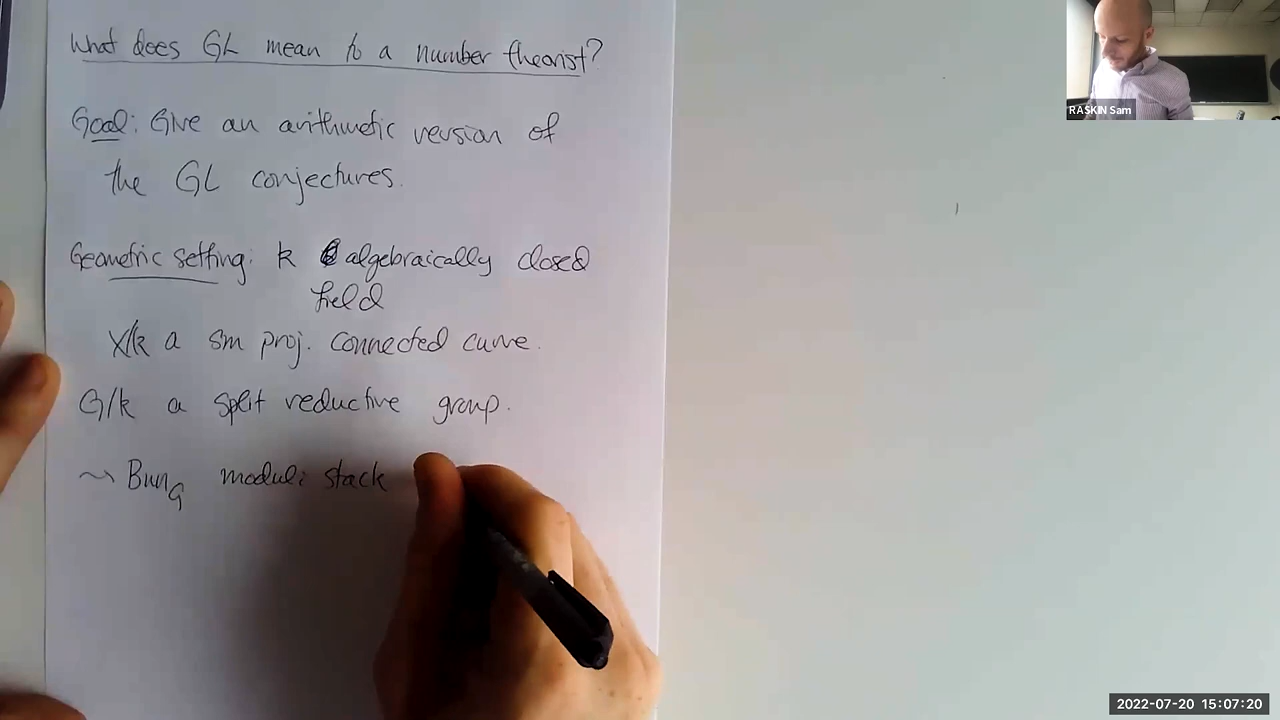 What does GL mean to a number theorist?
Goal: Give an arithmetic version of
the GL conjectures.
Geometric setting: k algebraically closed
field
X/k a sm proj. connected curve.
G/k a split reductive group.
⇝ Bun_G moduli stack
RASKIN Sam
2022-07-20 15:07:20